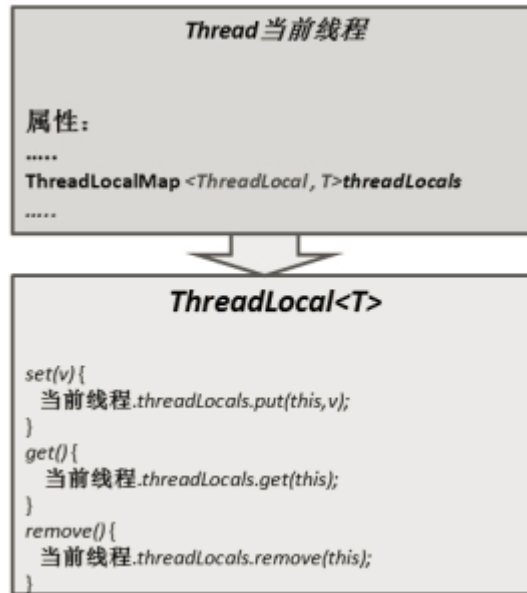 Thread当前线程
属性：
.....
ThreadLocalMap <ThreadLocal, T>threadLocals
.....
ThreadLocal<T>
set(v){
当前线程.threadLocals.put(this,v);
}
get(){
当前线程.threadLocals.get(this);
}
remove(){
当前线程.threadLocals.remove(this);
}